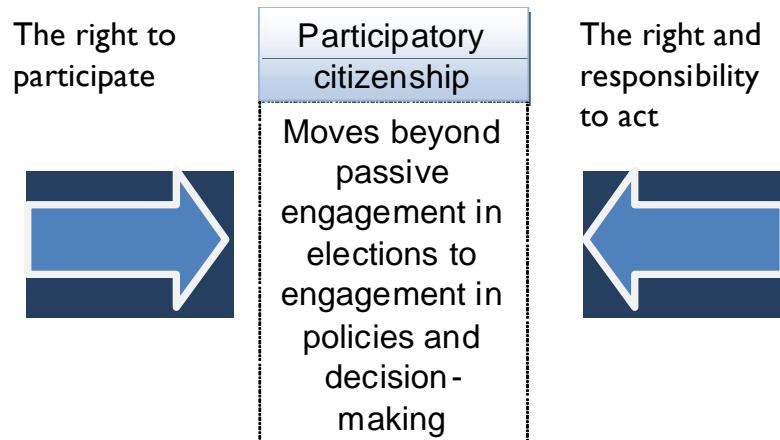 The right to
participate
Participatory
citizenship
Moves beyond
passive
engagement in
elections to
engagement in
policies and
decision-
making
The right and
responsibility
to act